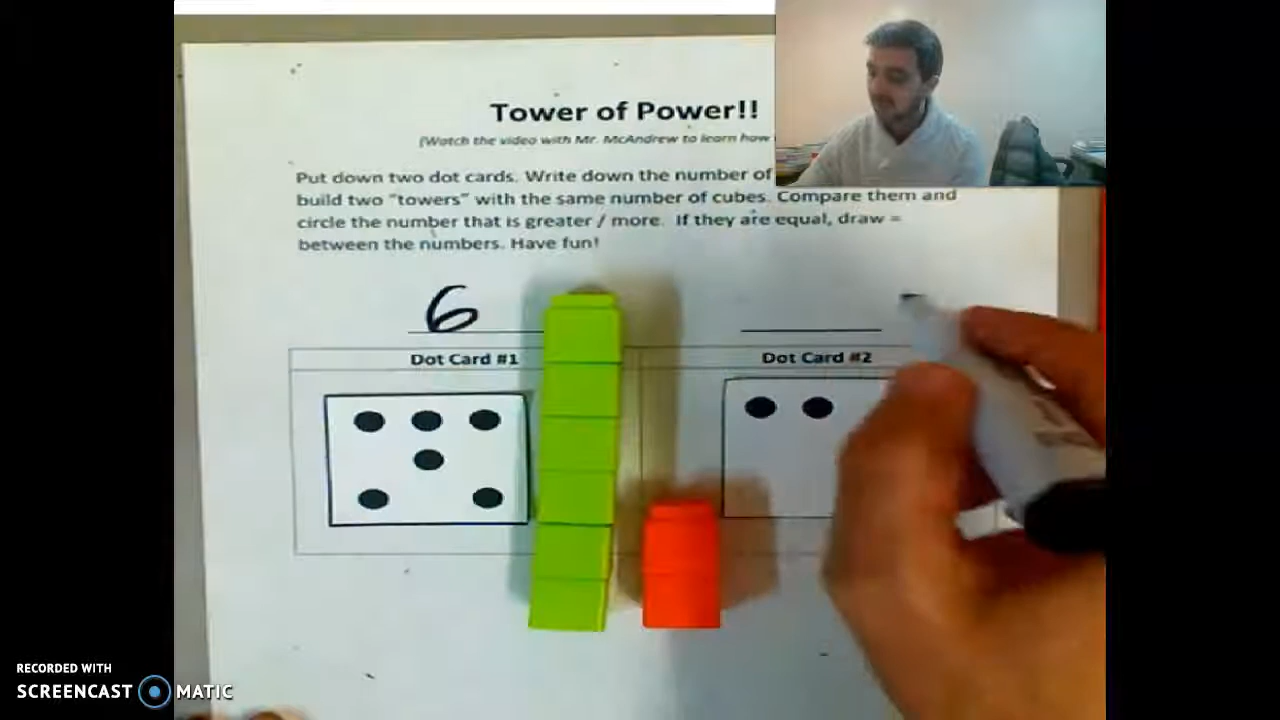 Tower of Power!!
(Watch the video with Mr. McAndrew to learn how
Put down two dot cards. Write down the number of
build two "towers" with the same number of cubes. Compare them and
circle the number that is greater / more. If they are equal, draw =
between the numbers. Have fun!
6
Dot Card #1
Dot Card #2
RECORDED WITH
SCREENCAST MATIC